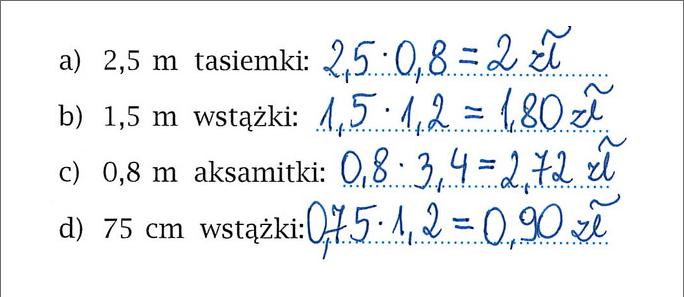 a) 2,5 m tasiemki: 2,5 · 0,8 = 2 zł
b) 1,5 m wstążki: 1,5 · 1,2 = 1,80 zł
c) 0,8 m aksamitki: 0,8 · 3,4 = 2,72 zł
d) 75 cm wstążki: 0,75 · 1,2 = 0,90 zł